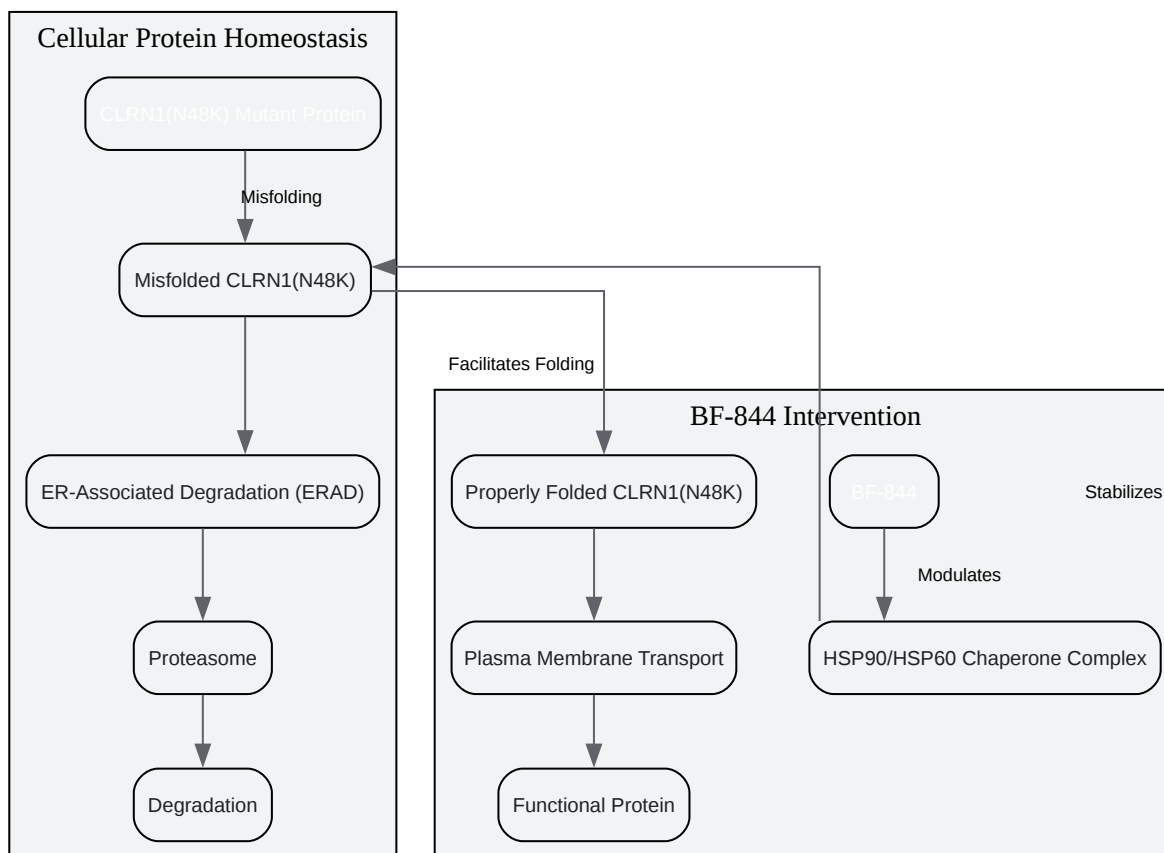 Cellular Protein Homeostasis
CLRN1(N48K) Mutant Protein
Misfolding
Misfolded CLRN1(N48K)
Facilitates Folding
BF-844 Intervention
ER-Associated Degradation (ERAD)
Properly Folded CLRN1(N48K)
BF-844
Stabilizes
Modulates
Proteasome
Plasma Membrane Transport
HSP90/HSP60 Chaperone Complex
Degradation
Functional Protein